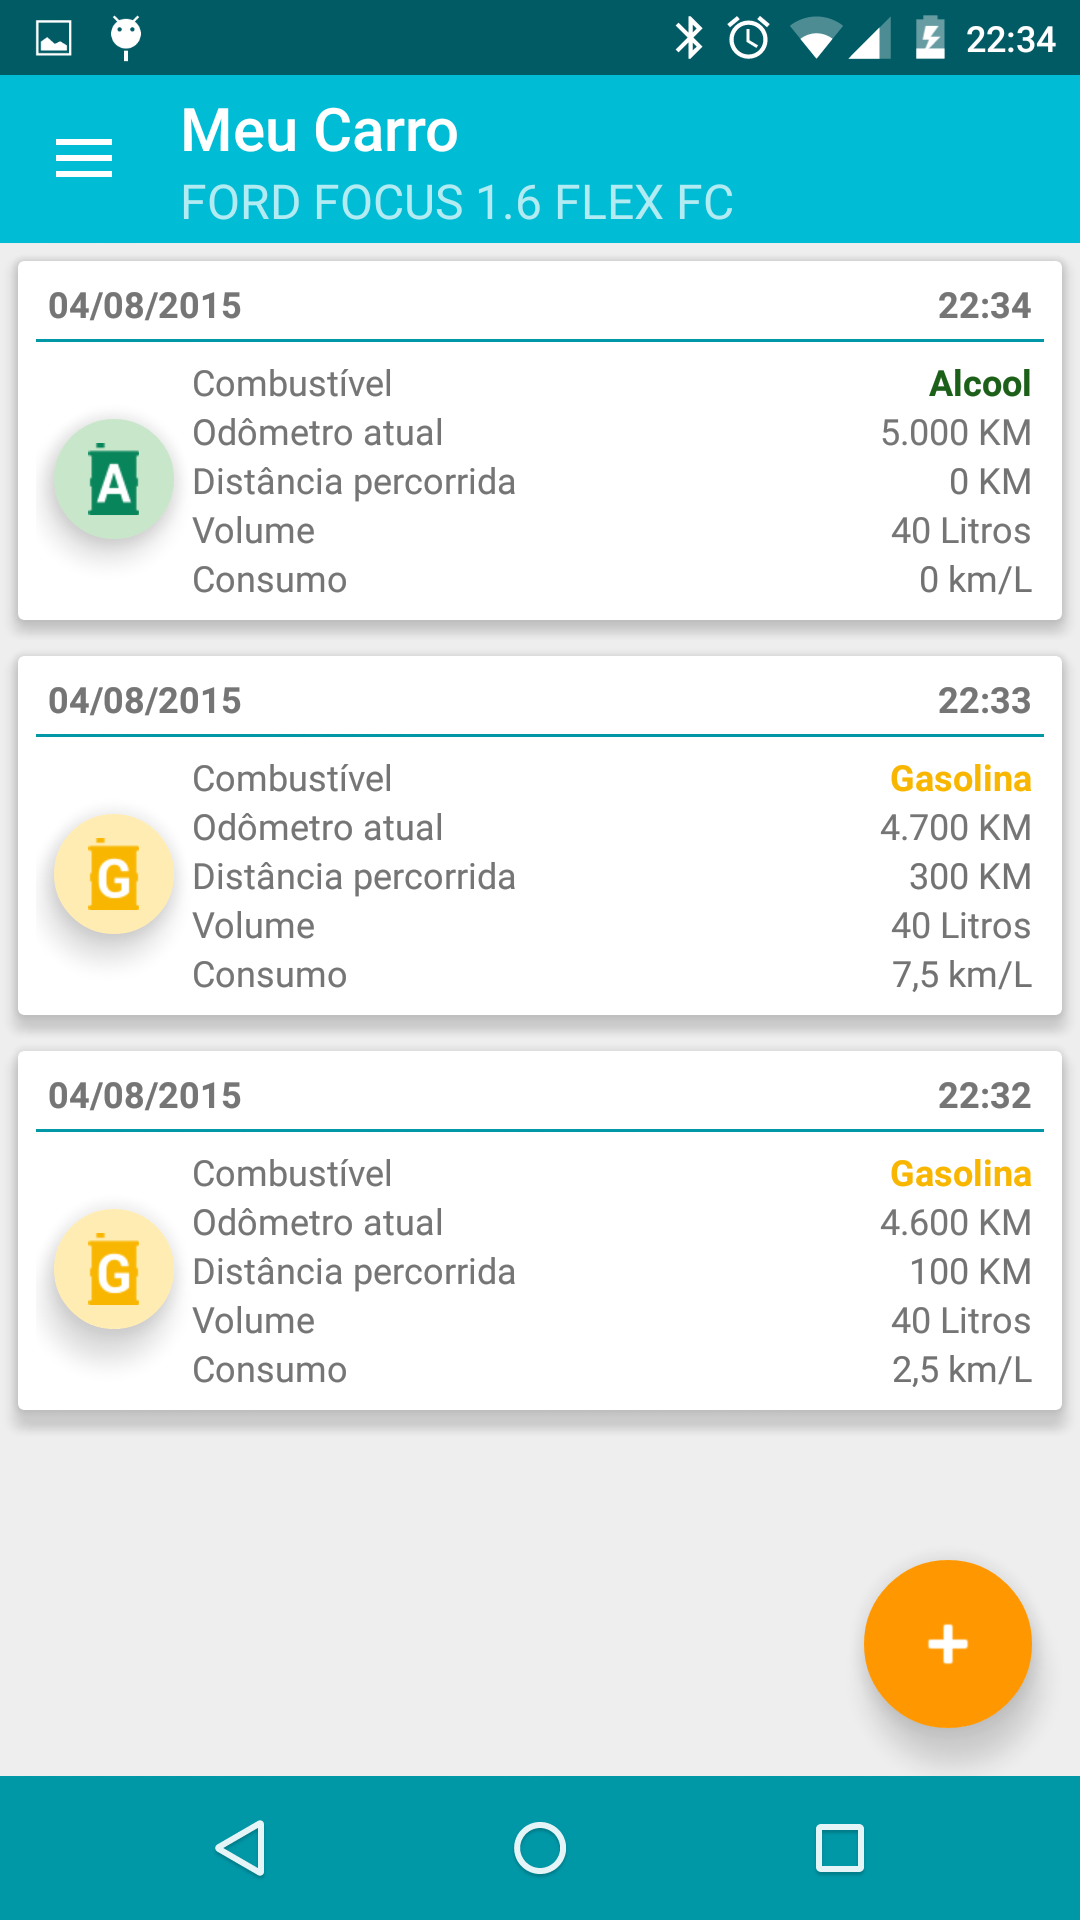 22:34
Meu Carro
FORD FOCUS 1.6 FLEX FC
04/08/2015 22:34
Combustível Alcool
Odômetro atual 5.000 KM
A
Distância percorrida 0 KM
Volume 40 Litros
Consumo 0 km/L
04/08/2015 22:33
Combustível Gasolina
Odômetro atual 4.700 KM
G
Distância percorrida 300 KM
Volume 40 Litros
Consumo 7,5 km/L
04/08/2015 22:32
Combustível Gasolina
Odômetro atual 4.600 KM
G
Distância percorrida 100 KM
Volume 40 Litros
Consumo 2,5 km/L
+